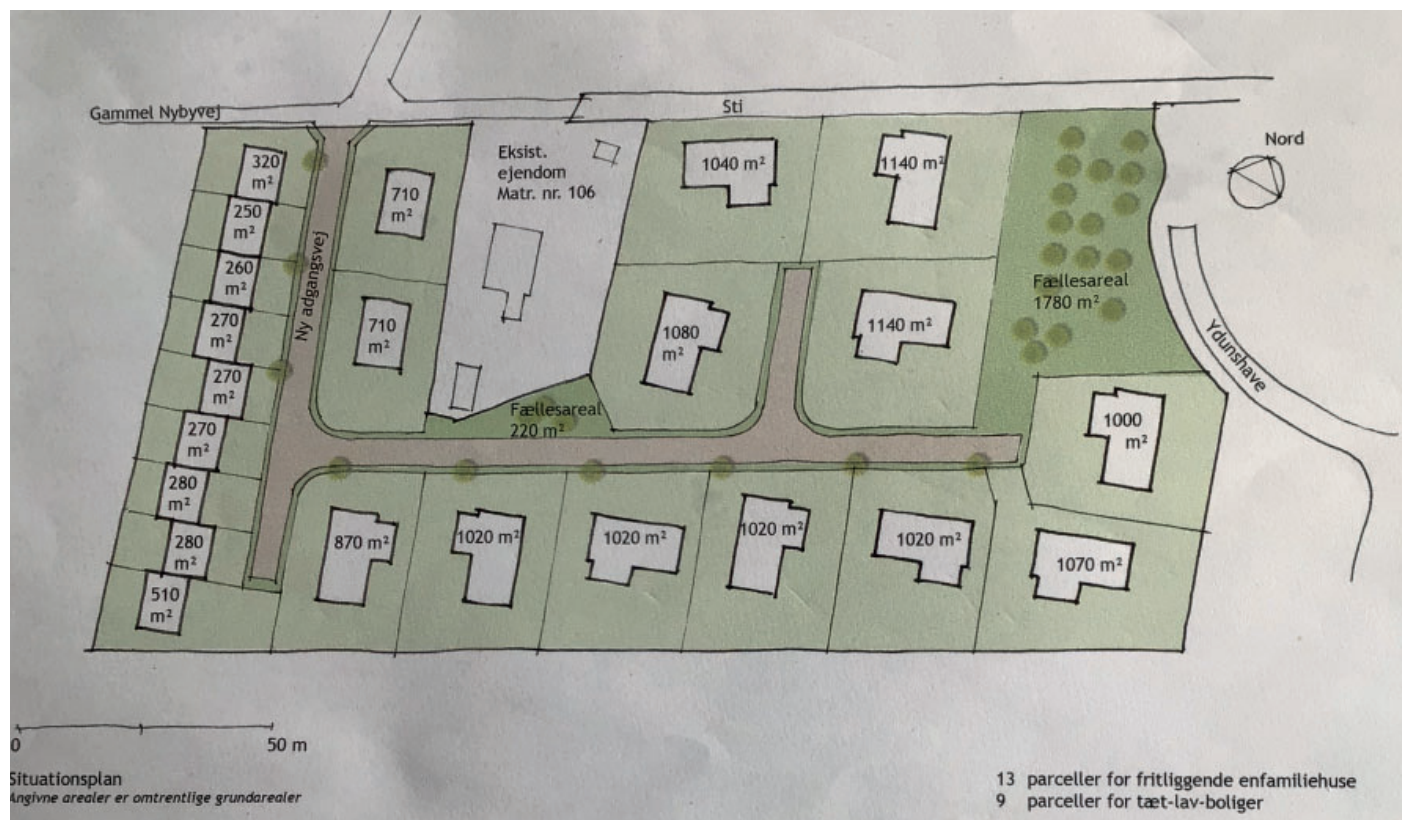 Gammel Nybyvej
Sti
Nord
Eksist.
ejendom
Matr. nr. 106
320
m²
250
m²
260
m²
270
m²
270
m²
270
m²
280
m²
280
m²
510
m²
Ny adgangsvej
710
m²
710
m²
1040 m²
1140 m²
1080
m²
1140 m²
Fællesareal
1780 m²
Ydunshave
Fællesareal
220 m²
1000
m²
870 m²
1020 m²
1020 m²
1020 m²
1020 m²
1070 m²
0
50 m
Situationsplan
Angivne arealer er omtrentlige grundarealer
13 parceller for fritliggende enfamiliehuse
9 parceller for tæt-lav-boliger